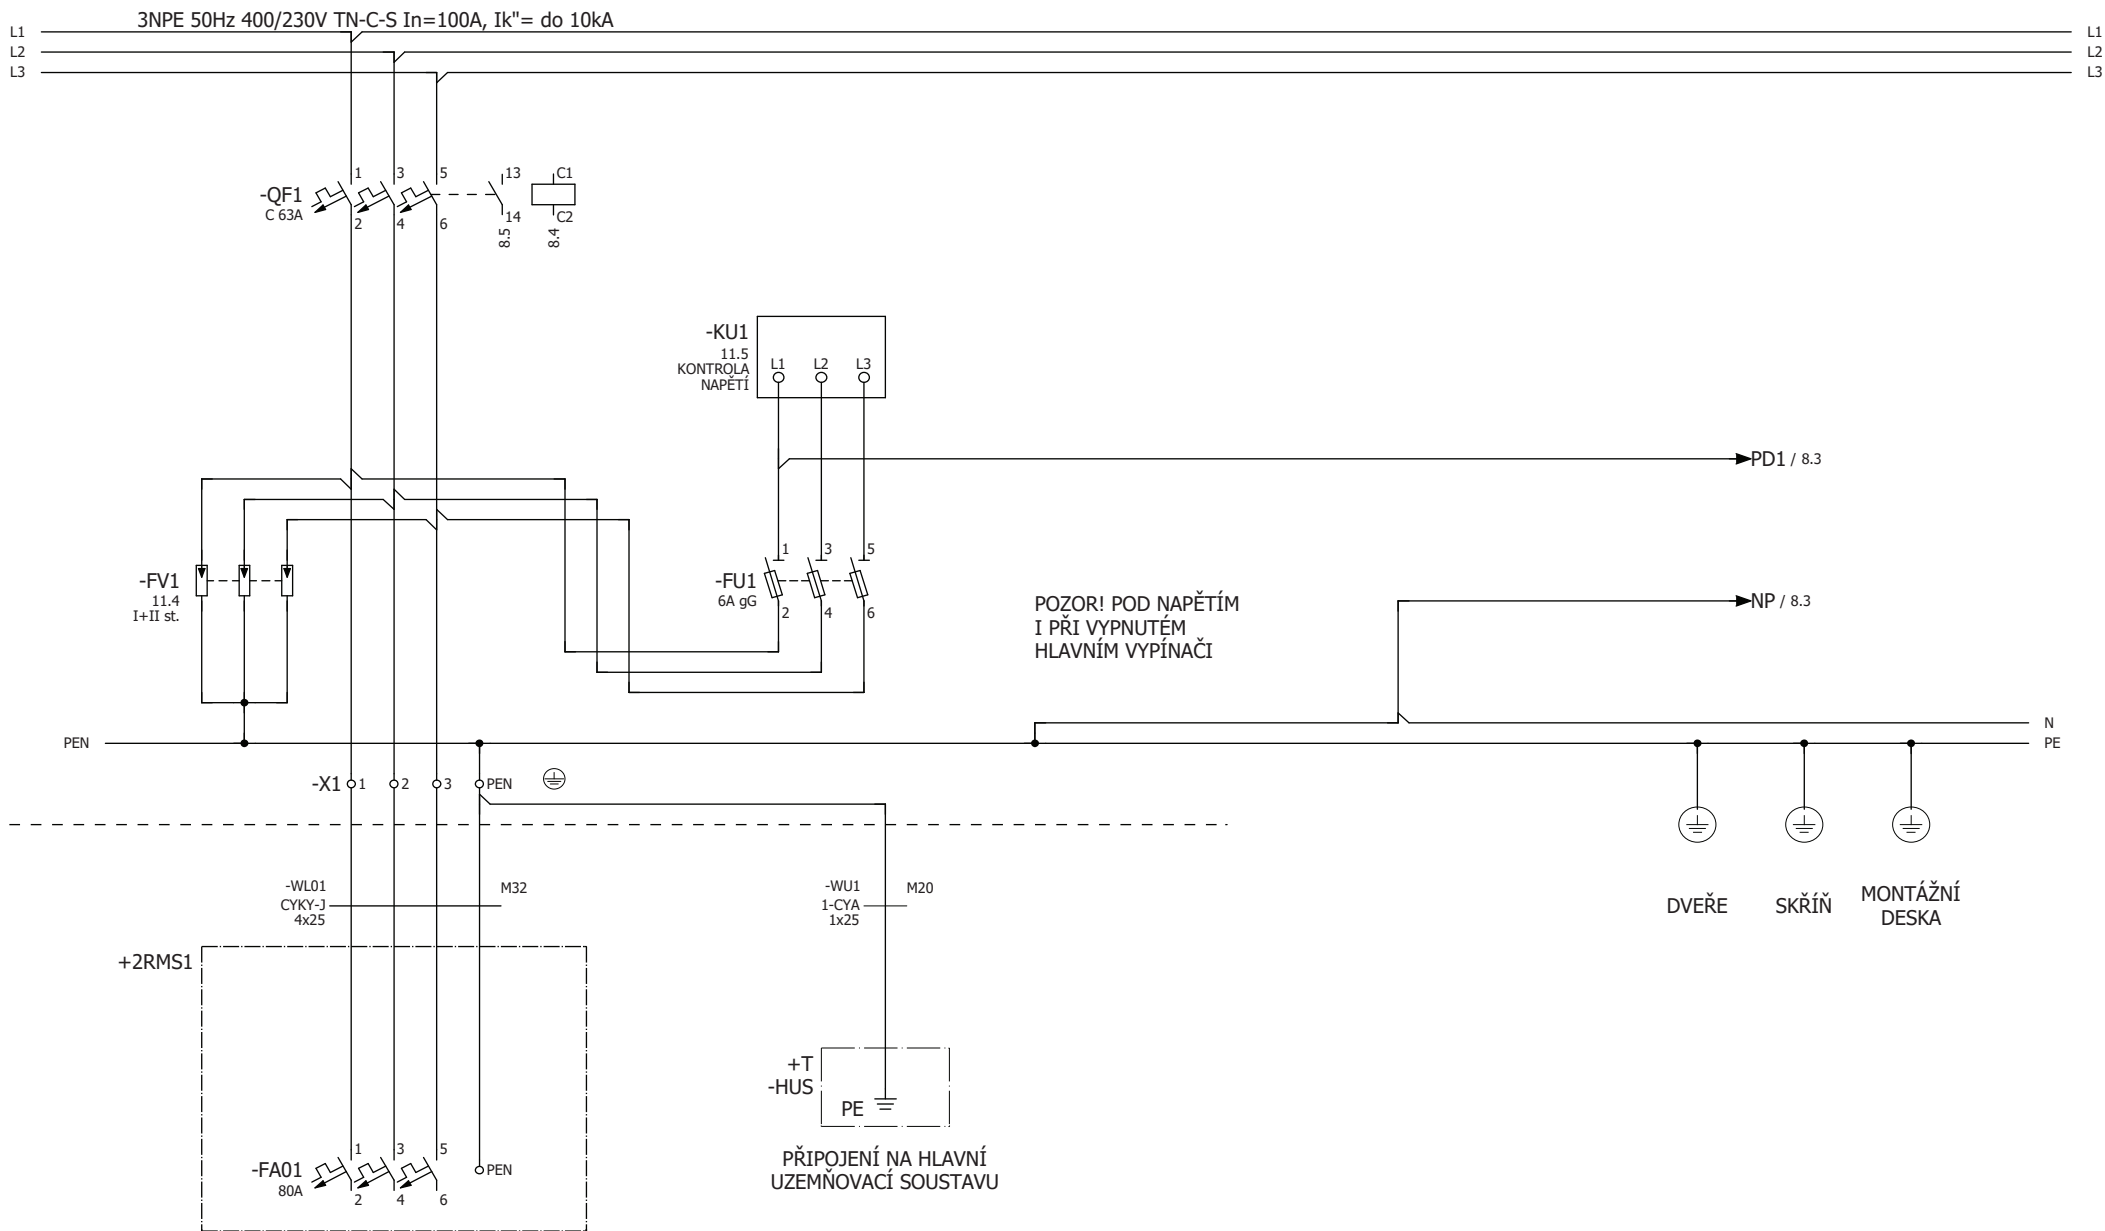 3NPE 50Hz 400/230V TN-C-S In=100A, Ik"= do 10kA
L1 L1
L2 L2
L3 L3
-QF1
C 63A
1 3 5 13 C1
2 4 6 14 C2
8.5 8.4
-KU1
11.5
KONTROLA
NAPĚTÍ
L1 L2 L3
PD1 / 8.3
-FV1
11.4
I+II st.
-FU1
6A gG
1 3 5
2 4 6
POZOR! POD NAPĚTÍM
I PŘI VYPNUTÉM
HLAVNÍM VYPÍNAČI
NP / 8.3
N
PEN PE
-X1 1 2 3 PEN
-WL01
CYKY-J
4x25
M32
-WU1
1-CYA
1x25
M20
DVEŘE
SKŘÍŇ
MONTÁŽNÍ
DESKA
+2RMS1
+T
-HUS
PE
PŘIPOJENÍ NA HLAVNÍ
UZEMŇOVACÍ SOUSTAVU
-FA01
80A
1 3 5
2 4 6
PEN